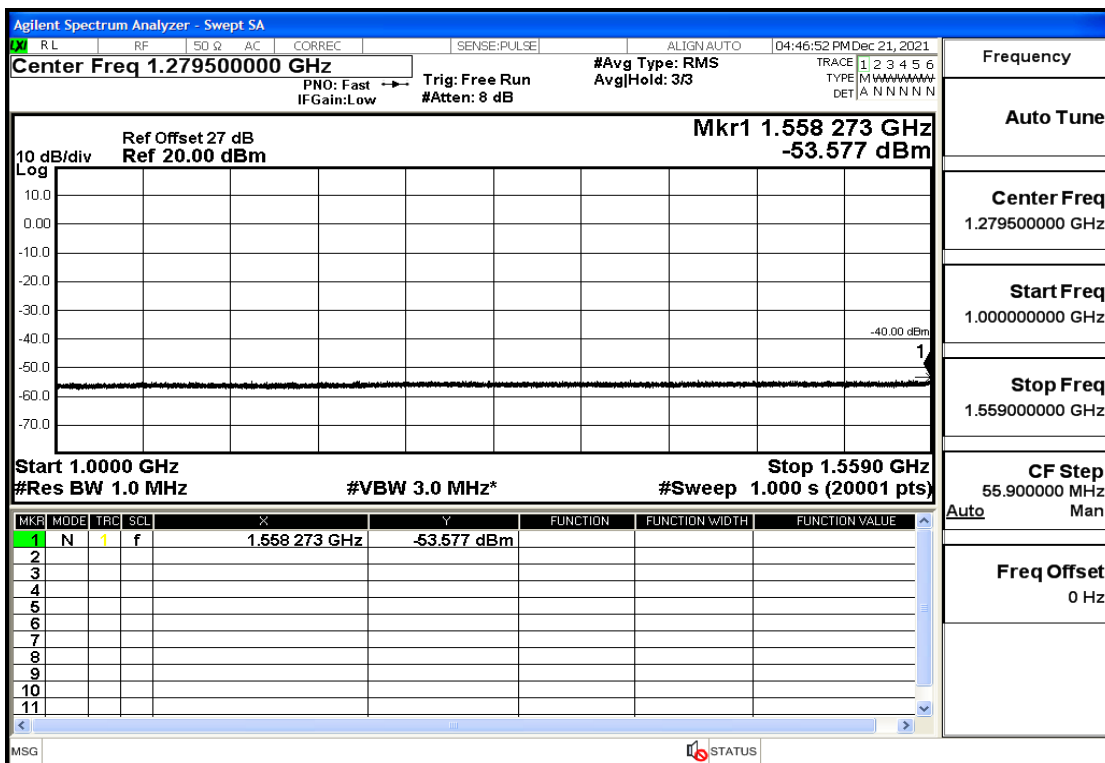 Agilent Spectrum Analyzer - Swept SA
LXI RL RF 50 Ω AC CORREC SENSE:PULSE ALIGN AUTO 04:46:52 PM Dec 21, 2021
Center Freq 1.279500000 GHz
PNO: Fast
IFGain:Low
Trig: Free Run
#Atten: 8 dB
#Avg Type: RMS
Avg|Hold: 3/3
TRACE 1 2 3 4 5 6
TYPE M WWWWW
DET A N N N N N
Ref Offset 27 dB
10 dB/div Ref 20.00 dBm
Log
Mkr1 1.558 273 GHz
-53.577 dBm
10.0
0.00
-10.0
-20.0
-30.0
-40.0
-50.0
-60.0
-70.0
-40.00 dBm
1
Start 1.0000 GHz Stop 1.5590 GHz
#Res BW 1.0 MHz #VBW 3.0 MHz* #Sweep 1.000 s (20001 pts)
MKR MODE TRC SCL X Y FUNCTION FUNCTION WIDTH FUNCTION VALUE
1 N 1 f 1.558 273 GHz -53.577 dBm
2
3
4
5
6
7
8
9
10
11
MSG STATUS
Frequency
Auto Tune
Center Freq
1.279500000 GHz
Start Freq
1.000000000 GHz
Stop Freq
1.559000000 GHz
CF Step
55.900000 MHz
Auto Man
Freq Offset
0 Hz